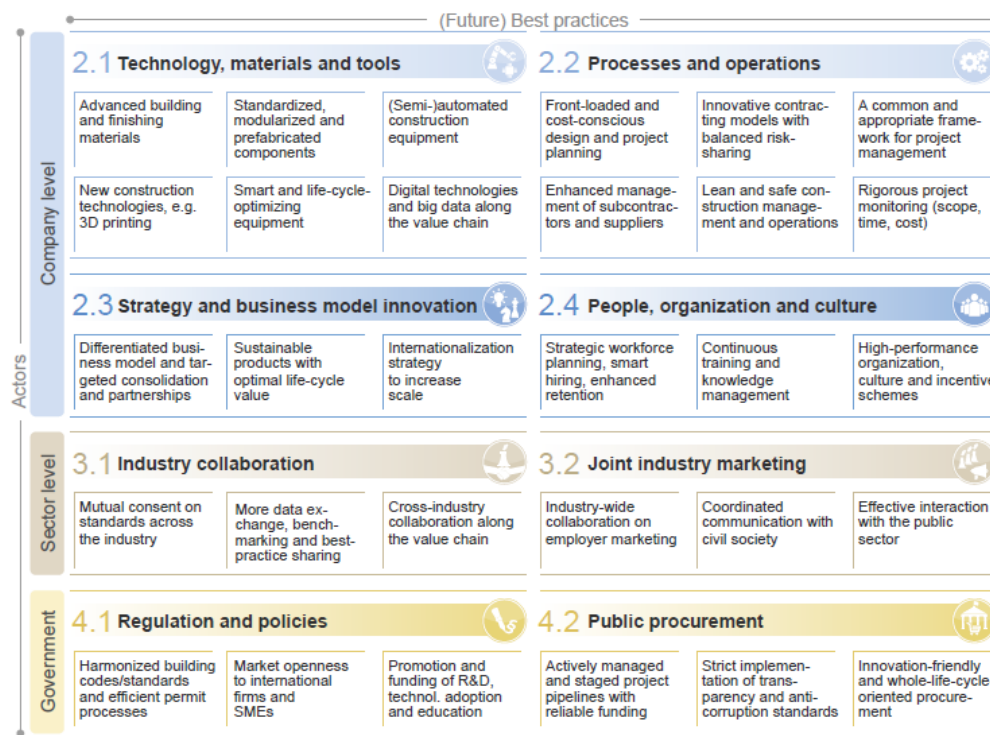 (Future) Best practices
Actors
Company level
2.1 Technology, materials and tools
Advanced building
and finishing
materials
Standardized,
modularized and
prefabricated
components
(Semi-)automated
construction
equipment
New construction
technologies, e.g.
3D printing
Smart and life-cycle-
optimizing
equipment
Digital technologies
and big data along
the value chain
2.2 Processes and operations
Front-loaded and
cost-conscious
design and project
planning
Innovative contrac-
ting models with
balanced risk-
sharing
A common and
appropriate frame-
work for project
management
Enhanced manage-
ment of subcontrac-
tors and suppliers
Lean and safe con-
struction manage-
ment and operations
Rigorous project
monitoring (scope,
time, cost)
2.3 Strategy and business model innovation
Differentiated busi-
ness model and tar-
geted consolidation
and partnerships
Sustainable
products with
optimal life-cycle
value
Internationalization
strategy
to increase
scale
2.4 People, organization and culture
Strategic workforce
planning, smart
hiring, enhanced
retention
Continuous
training and
knowledge
management
High-performance
organization,
culture and incentive
schemes
Sector level
3.1 Industry collaboration
Mutual consent on
standards across
the industry
More data ex-
change, bench-
marking and best-
practice sharing
Cross-industry
collaboration along
the value chain
3.2 Joint industry marketing
Industry-wide
collaboration on
employer marketing
Coordinated
communication with
civil society
Effective interaction
with the public
sector
Government
4.1 Regulation and policies
Harmonized building
codes/standards
and efficient permit
processes
Market openness
to international
firms and
SMEs
Promotion and
funding of R&D,
technol. adoption
and education
§
4.2 Public procurement
Actively managed
and staged project
pipelines with
reliable funding
Strict implemen-
tation of trans-
parency and anti-
corruption standards
Innovation-friendly
and whole-life-cycle
oriented procure-
ment